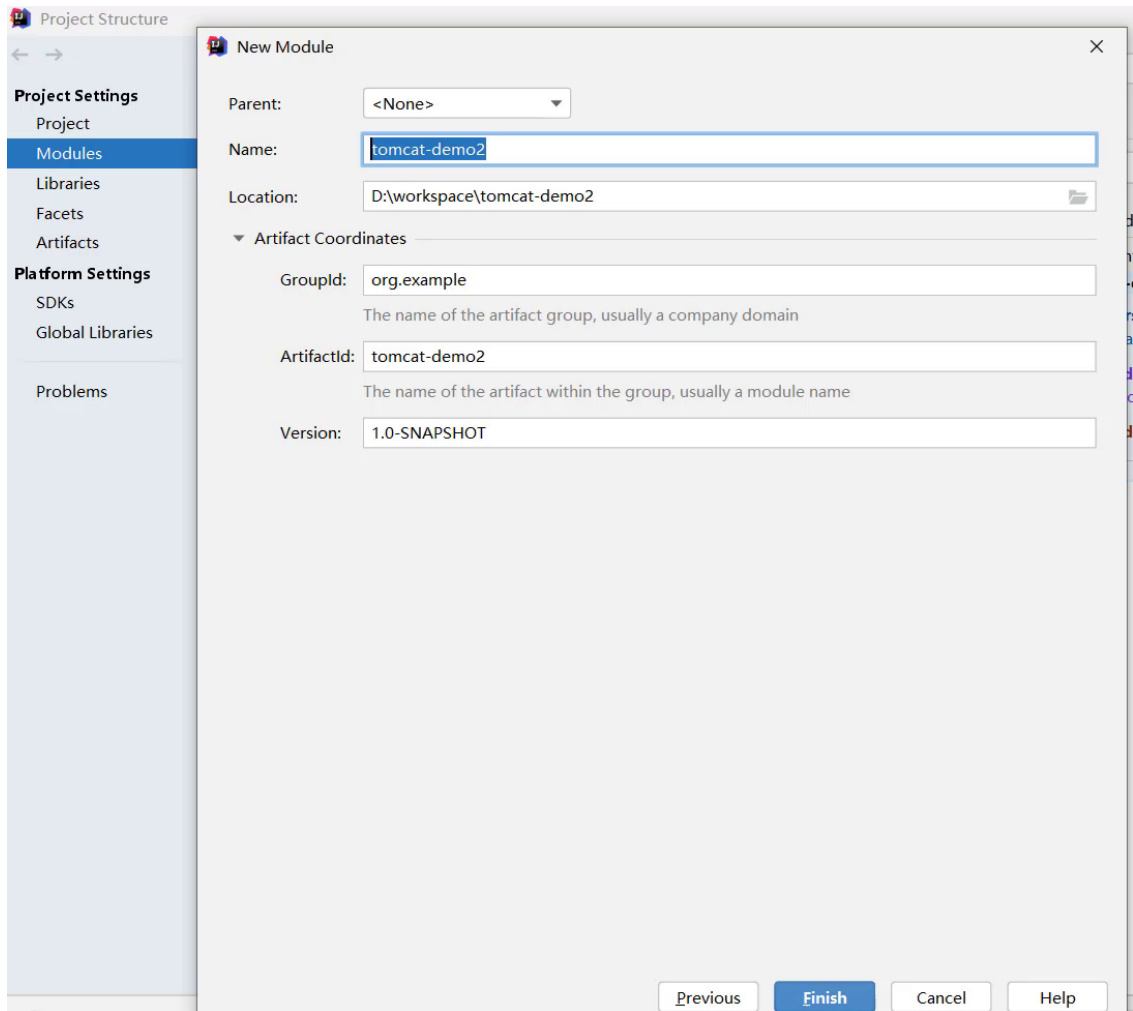 Project Structure
New Module
Project Settings
Project
Modules
Libraries
Facets
Artifacts
Platform Settings
SDKs
Global Libraries
Problems
Parent: <None>
Name: tomcat-demo2
Location: D:\workspace\tomcat-demo2
Artifact Coordinates
GroupId: org.example
The name of the artifact group, usually a company domain
ArtifactId: tomcat-demo2
The name of the artifact within the group, usually a module name
Version: 1.0-SNAPSHOT
Previous Finish Cancel Help